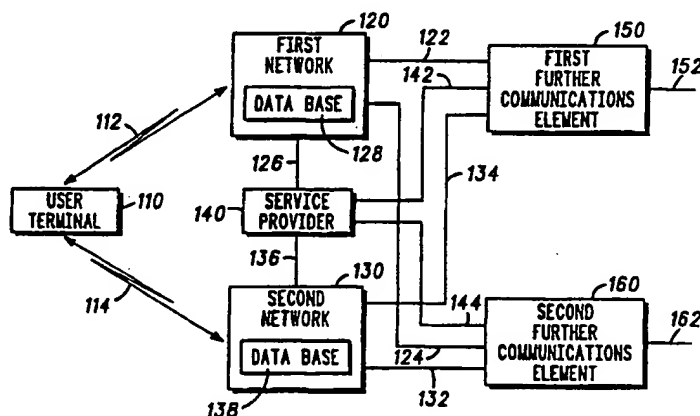 120
150
FIRST
NETWORK
122
FIRST
FURTHER
COMMUNICATIONS
ELEMENT
152
142
DATA BASE
112
128
126
134
USER
TERMINAL
110
140
SERVICE
PROVIDER
136
130
160
114
SECOND
NETWORK
144
SECOND
FURTHER
COMMUNICATIONS
ELEMENT
162
DATA BASE
124
138
132